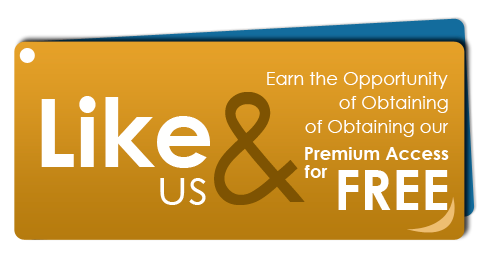 Like
US
&
Earn the Opportunity
of Obtaining
of Obtaining our
Premium Access
for FREE